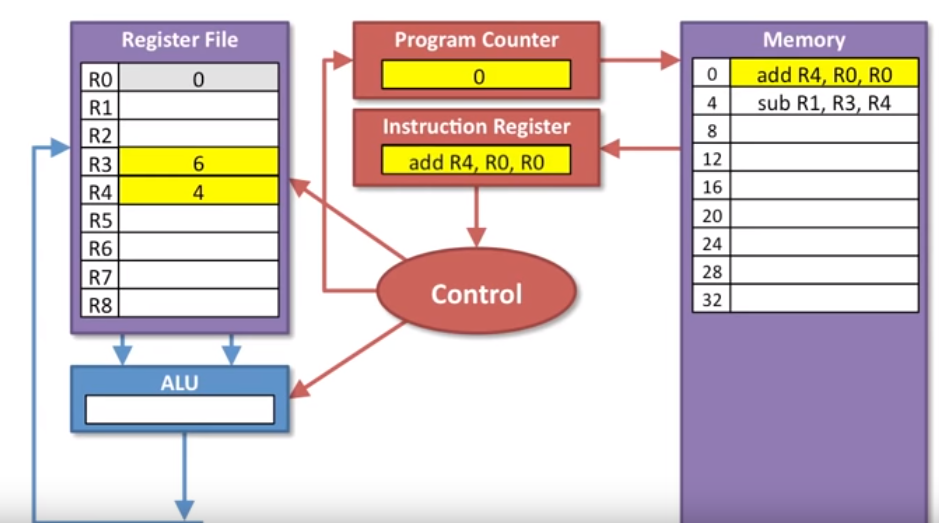 Register File
R0 0
R1
R2
R3 6
R4 4
R5
R6
R7
R8
ALU
Program Counter
0
Instruction Register
add R4, R0, R0
Control
Memory
0 add R4, R0, R0
4 sub R1, R3, R4
8
12
16
20
24
28
32